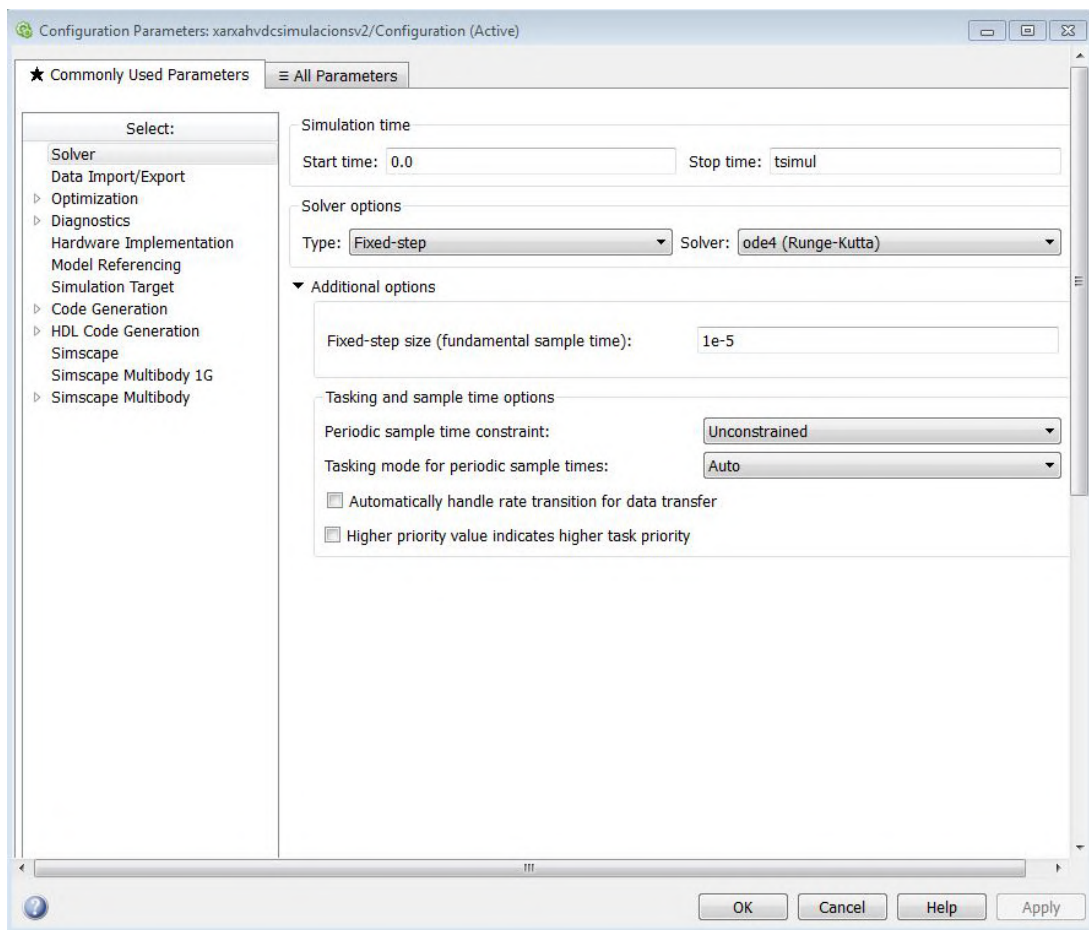 Configuration Parameters: xarxahvdcsimulacionsv2/Configuration (Active)
★ Commonly Used Parameters
≡ All Parameters
Select:
Solver
Data Import/Export
Optimization
Diagnostics
Hardware Implementation
Model Referencing
Simulation Target
Code Generation
HDL Code Generation
Simscape
Simscape Multibody 1G
Simscape Multibody
Simulation time
Start time: 0.0
Stop time: tsimul
Solver options
Type: Fixed-step
Solver: ode4 (Runge-Kutta)
Additional options
Fixed-step size (fundamental sample time): 1e-5
Tasking and sample time options
Periodic sample time constraint: Unconstrained
Tasking mode for periodic sample times: Auto
Automatically handle rate transition for data transfer
Higher priority value indicates higher task priority
OK
Cancel
Help
Apply